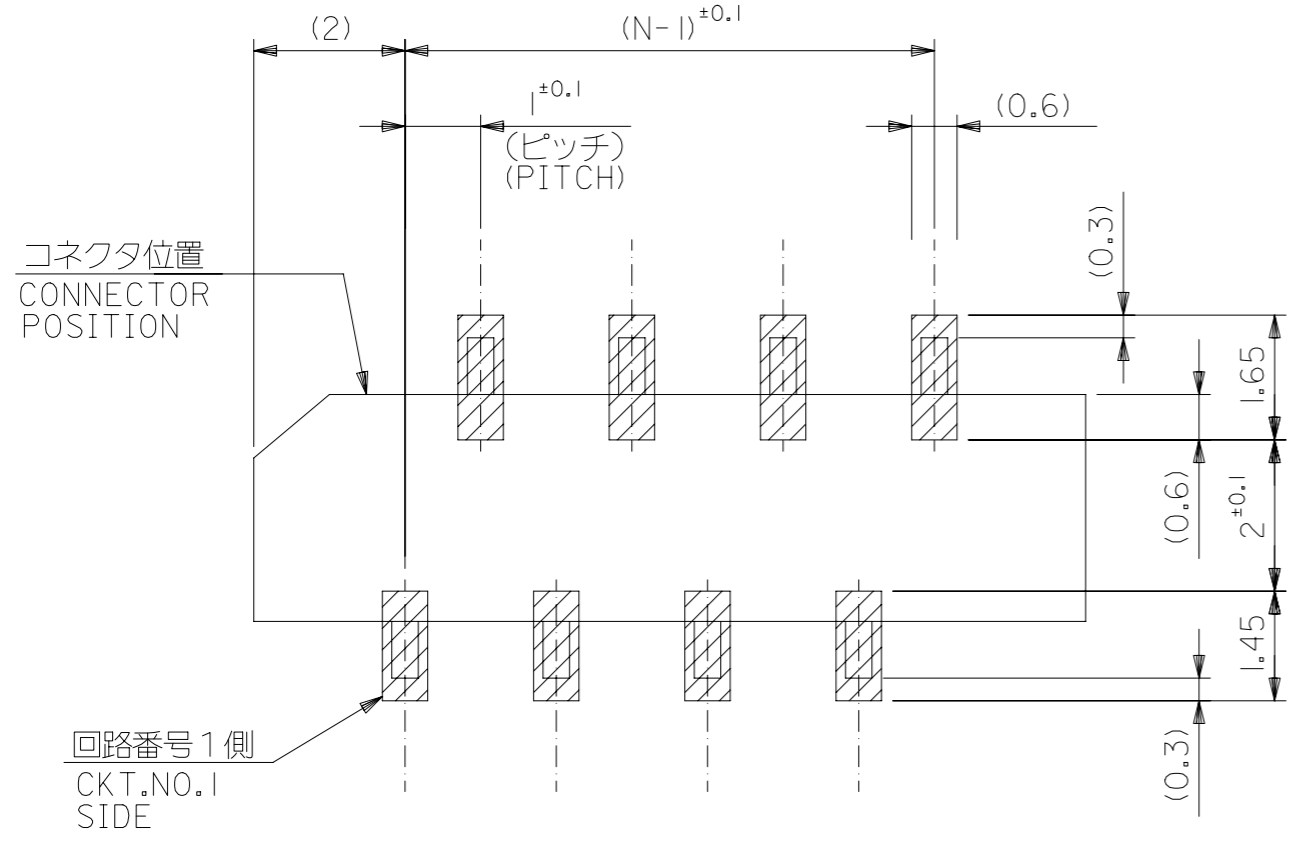 (2)
(N-1)±0.1
1±0.1
(ピッチ)
(PITCH)
(0.6)
(0.3)
コネクタ位置
CONNECTOR
POSITION
1.65
(0.6)
2±0.1
1.45
(0.3)
回路番号1側
CKT.NO.1
SIDE